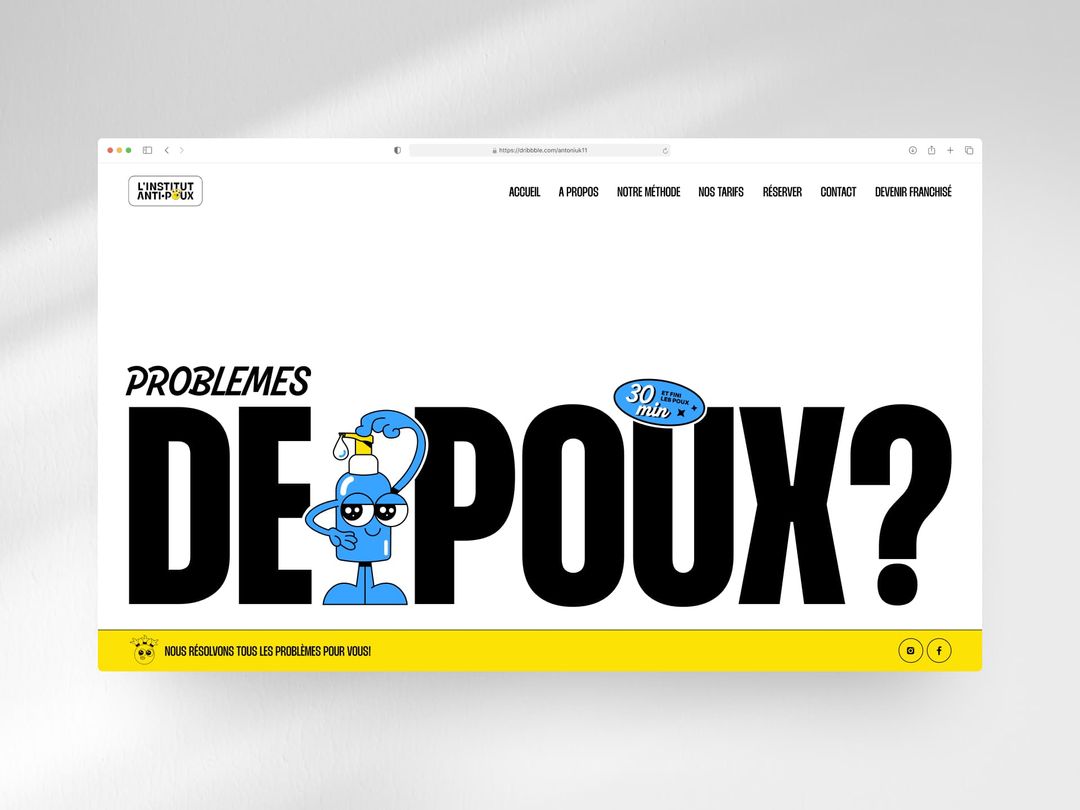 https://dribbble.com/antoniuk11
L'INSTITUT
ANTI•POUX
ACCUEIL
A PROPOS
NOTRE MÉTHODE
NOS TARIFS
RÉSERVER
CONTACT
DEVENIR FRANCHISÉ
PROBLEMES
30
min
ET FINI
LEB POUX
DE POUX?
NOUS RÉSOLVONS TOUS LES PROBLÈMES POUR VOUS!